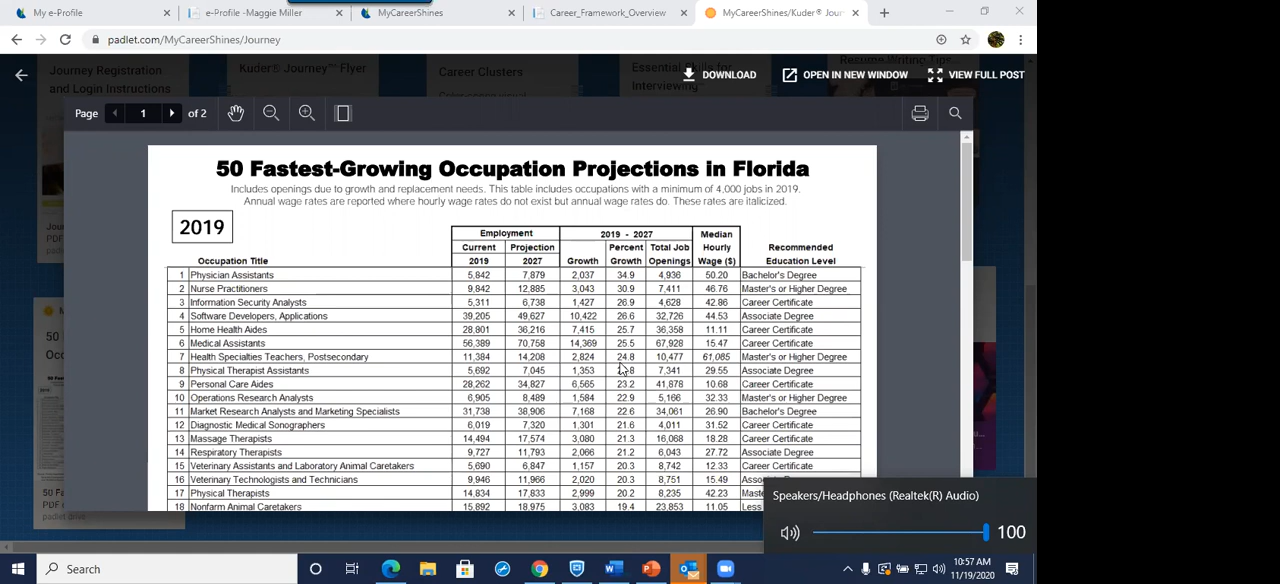 My e-Profile
e-Profile -Maggie Miller
MyCareerShines
Career_Framework_Overview
MyCareerShines/Kuder® Jour
padlet.com/MyCareerShines/Journey
Journey Registration
and Login Instructions
Kuder® Journey™ Flyer
Career Clusters
Essential Skills for
Interviewing
Resume Writing Tips
DOWNLOAD
OPEN IN NEW WINDOW
VIEW FULL POST
Page 1 of 2
50 Fastest-Growing Occupation Projections in Florida
Includes openings due to growth and replacement needs. This table includes occupations with a minimum of 4,000 jobs in 2019.
Annual wage rates are reported where hourly wage rates do not exist but annual wage rates do. These rates are italicized.
2019
Employment 2019 - 2027 Median
Current Projection Percent Total Job Hourly Recommended
Occupation Title 2019 2027 Growth Growth Openings Wage ($) Education Level
1 Physician Assistants 5,842 7,879 2,037 34.9 4,936 50.20 Bachelor's Degree
2 Nurse Practitioners 9,842 12,885 3,043 30.9 7,411 46.76 Master's or Higher Degree
3 Information Security Analysts 5,311 6,738 1,427 26.9 4,628 42.86 Career Certificate
4 Software Developers, Applications 39,205 49,627 10,422 26.6 32,726 44.53 Associate Degree
5 Home Health Aides 28,801 36,216 7,415 25.7 36,358 11.11 Career Certificate
6 Medical Assistants 56,389 70,758 14,369 25.5 67,928 15.47 Career Certificate
7 Health Specialties Teachers, Postsecondary 11,384 14,208 2,824 24.8 10,477 61,085 Master's or Higher Degree
8 Physical Therapist Assistants 5,692 7,045 1,353 7,341 29.55 Associate Degree
9 Personal Care Aides 28,262 34,827 6,565 23.2 41,878 10.68 Career Certificate
10 Operations Research Analysts 6,905 8,489 1,584 22.9 5,166 32.33 Master's or Higher Degree
11 Market Research Analysts and Marketing Specialists 31,738 38,906 7,168 22.6 34,061 26.90 Bachelor's Degree
12 Diagnostic Medical Sonographers 6,019 7,320 1,301 21.6 4,011 31.52 Career Certificate
13 Massage Therapists 14,494 17,574 3,080 21.3 16,068 18.28 Career Certificate
14 Respiratory Therapists 9,727 11,793 2,066 21.2 6,043 27.72 Associate Degree
15 Veterinary Assistants and Laboratory Animal Caretakers 5,690 6,847 1,157 20.3 8,742 12.33 Career Certificate
16 Veterinary Technologists and Technicians 9,946 11,966 2,020 20.3 8,751 15.49 Asso
17 Physical Therapists 14,834 17,833 2,999 20.2 8,235 42.23 Maste
18 Nonfarm Animal Caretakers 15,892 18,975 3,083 19.4 23,853 11.05 Less
Speakers/Headphones (Realtek(R) Audio)
100
Search
10:57 AM
11/19/2020